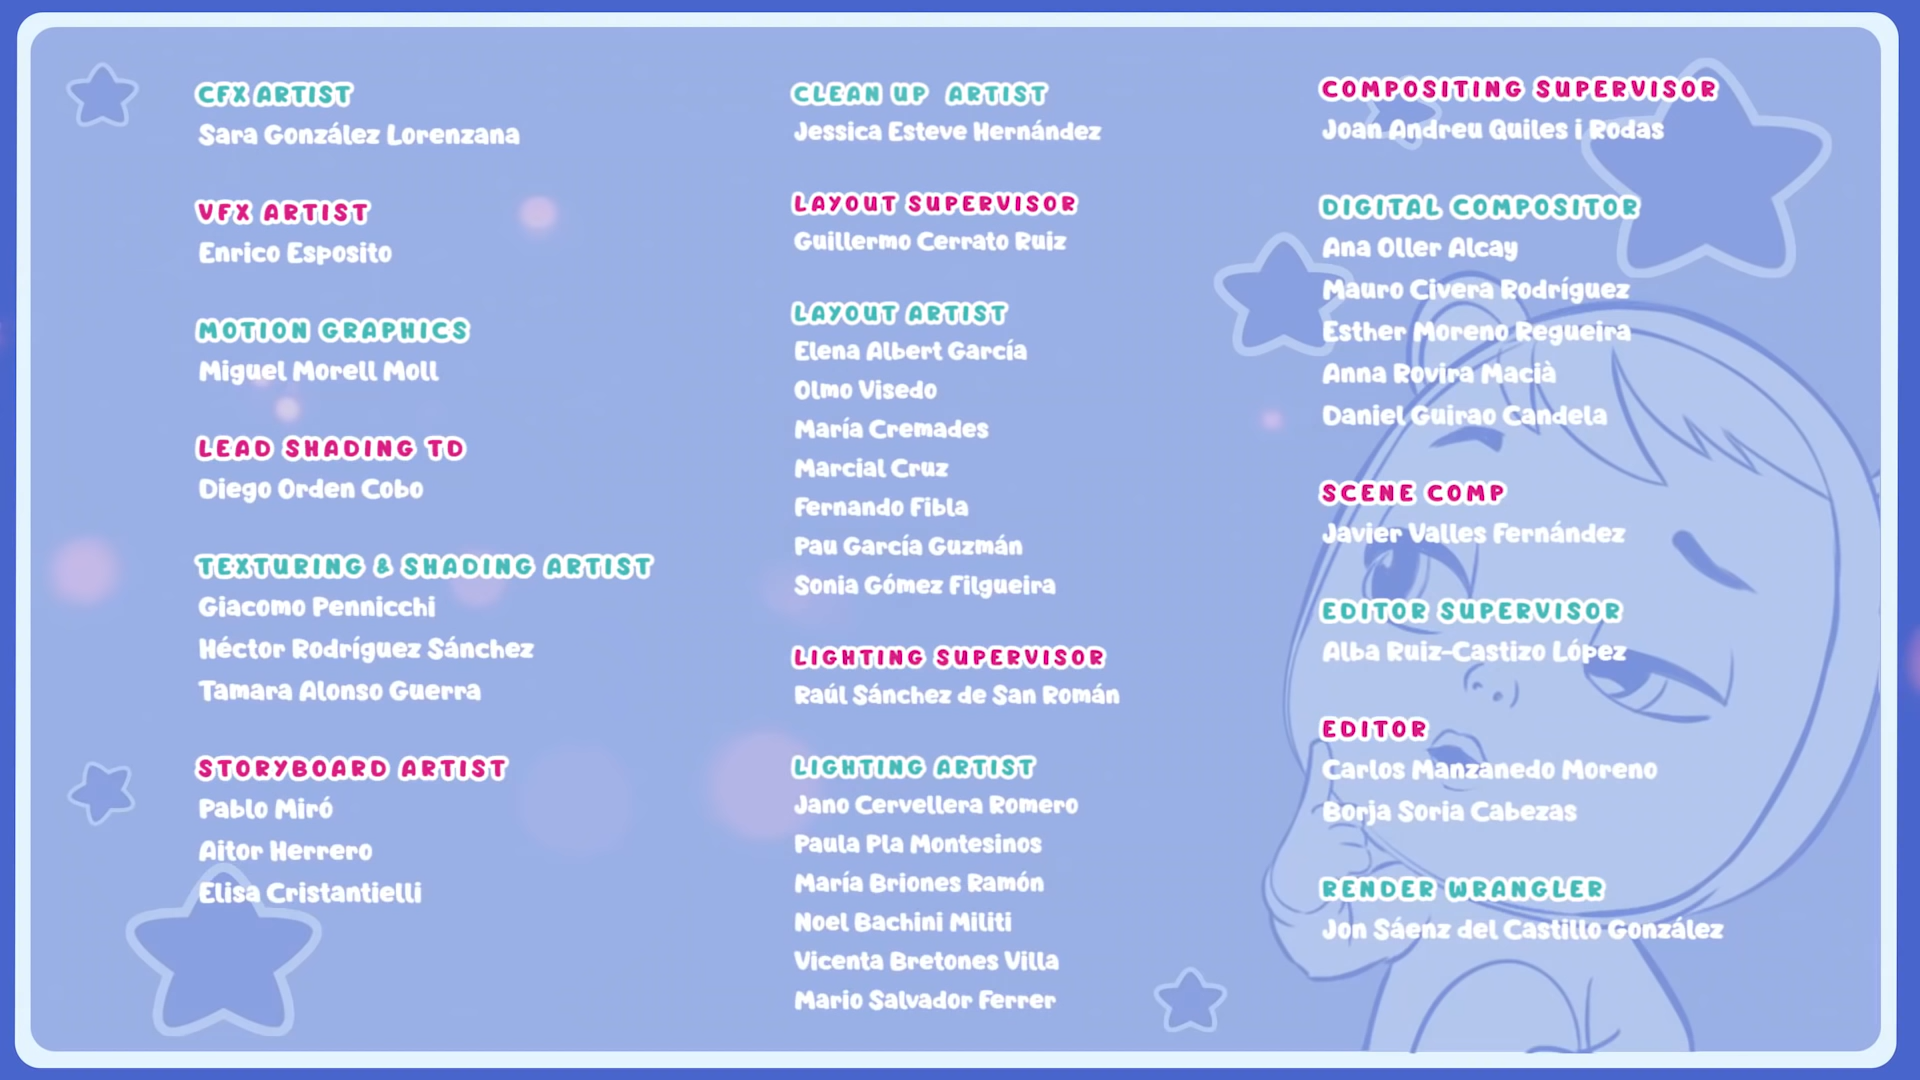 CFX ARTIST
Sara González Lorenzana
VFX ARTIST
Enrico Esposito
MOTION GRAPHICS
Miguel Morell Moll
LEAD SHADING TD
Diego Orden Cobo
TEXTURING & SHADING ARTIST
Giacomo Pennicchi
Héctor Rodríguez Sánchez
Tamara Alonso Guerra
STORYBOARD ARTIST
Pablo Miró
Aitor Herrero
Elisa Cristantielli
CLEAN UP ARTIST
Jessica Esteve Hernández
LAYOUT SUPERVISOR
Guillermo Cerrato Ruiz
LAYOUT ARTIST
Elena Albert García
Olmo Visedo
María Cremades
Marcial Cruz
Fernando Fibla
Pau García Guzmán
Sonia Gómez Filgueira
LIGHTING SUPERVISOR
Raúl Sánchez de San Román
LIGHTING ARTIST
Jano Cervellera Romero
Paula Pla Montesinos
María Briones Ramón
Noel Bachini Militi
Vicenta Bretones Villa
Mario Salvador Ferrer
COMPOSITING SUPERVISOR
Joan Andreu Quiles i Rodas
DIGITAL COMPOSITOR
Ana Oller Alcay
Mauro Civera Rodríguez
Esther Moreno Regueira
Anna Rovira Macià
Daniel Guirao Candela
SCENE COMP
Javier Valles Fernández
EDITOR SUPERVISOR
Alba Ruiz-Castizo López
EDITOR
Carlos Manzanedo Moreno
Borja Soria Cabezas
RENDER WRANGLER
Jon Sáenz del Castillo González